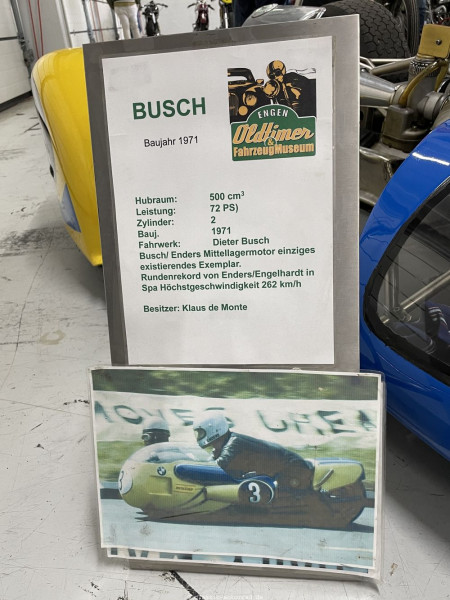 BUSCH
Baujahr 1971
ENGEN
Oldtimer
&
FahrzeugMuseum
Hubraum: 500 cm³
Leistung: 72 PS)
Zylinder: 2
Bauj. 1971
Fahrwerk: Dieter Busch
Busch/ Enders Mittellagermotor einziges
existierendes Exemplar.
Rundenrekord von Enders/Engelhardt in
Spa Höchstgeschwindigkeit 262 km/h
Besitzer: Klaus de Monte
3
3